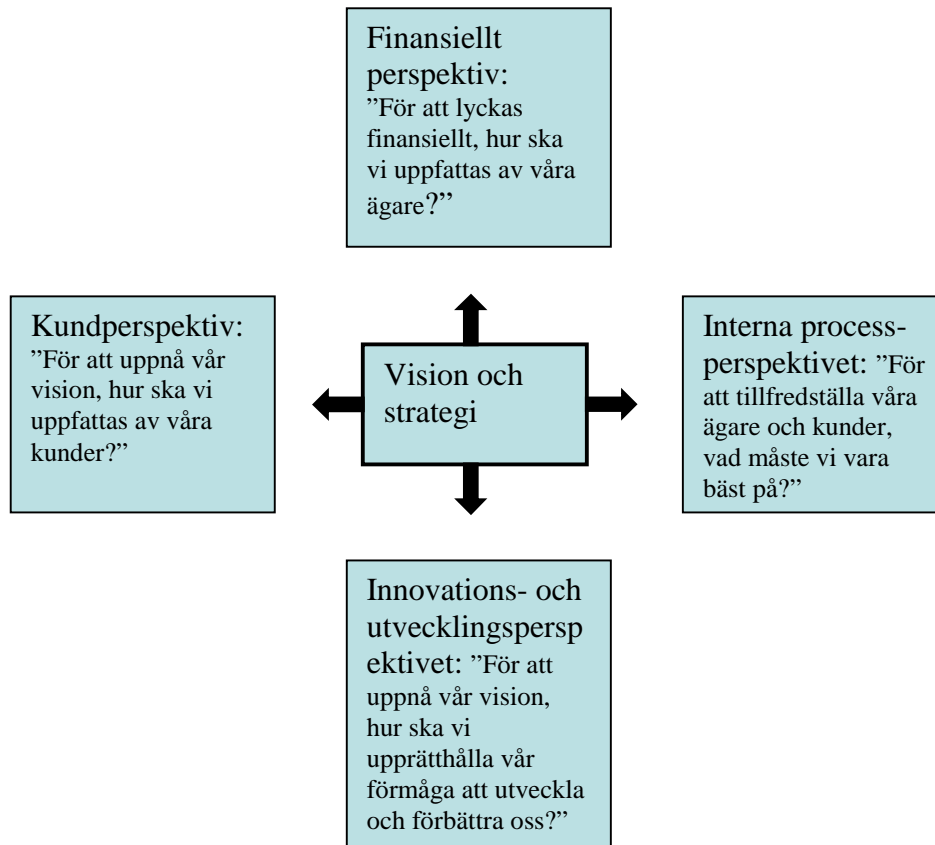 Finansiellt
perspektiv:
”För att lyckas
finansiellt, hur ska
vi uppfattas av våra
ägare?”
Kundperspektiv:
”För att uppnå vår
vision, hur ska vi
uppfattas av våra
kunder?”
Vision och
strategi
Interna process-
perspektivet: ”För
att tillfredställa våra
ägare och kunder,
vad måste vi vara
bäst på?”
Innovations- och
utvecklingspersp
ektivet: ”För att
uppnå vår vision,
hur ska vi
upprätthålla vår
förmåga att utveckla
och förbättra oss?”